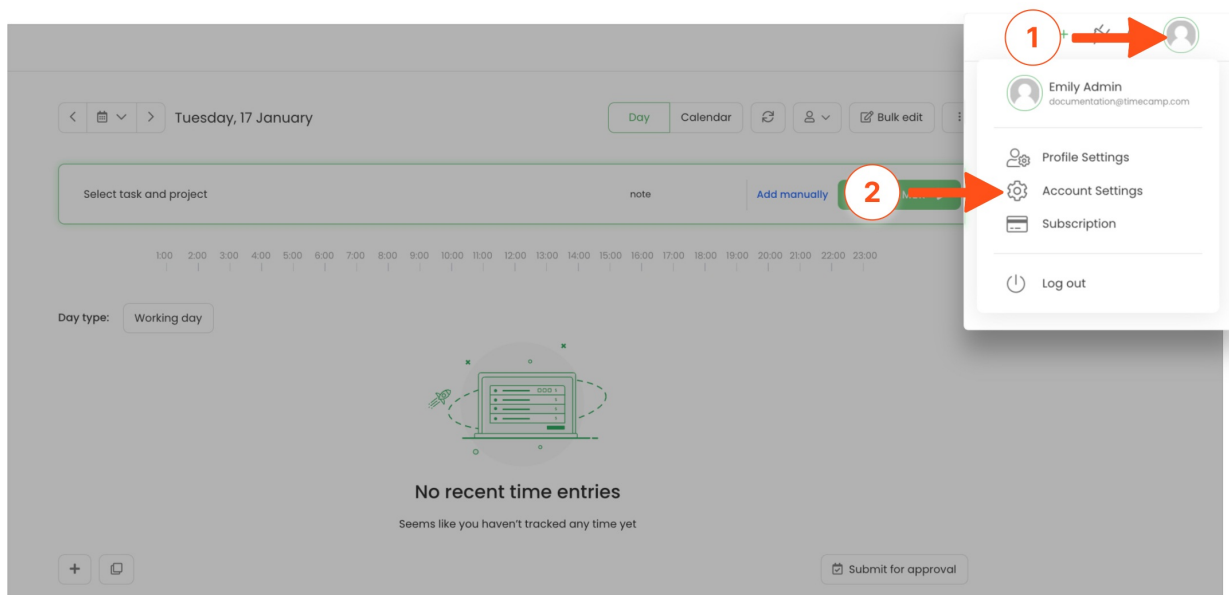 1
Emily Admin
documentation@timecamp.com
Tuesday, 17 January
Day
Calendar
Bulk edit
Profile Settings
Select task and project
note
Add manually
2
Account Settings
Subscription
1:00 2:00 3:00 4:00 5:00 6:00 7:00 8:00 9:00 10:00 11:00 12:00 13:00 14:00 15:00 16:00 17:00 18:00 19:00 20:00 21:00 22:00 23:00
Log out
Day type:
Working day
000
No recent time entries
Seems like you haven't tracked any time yet
Submit for approval